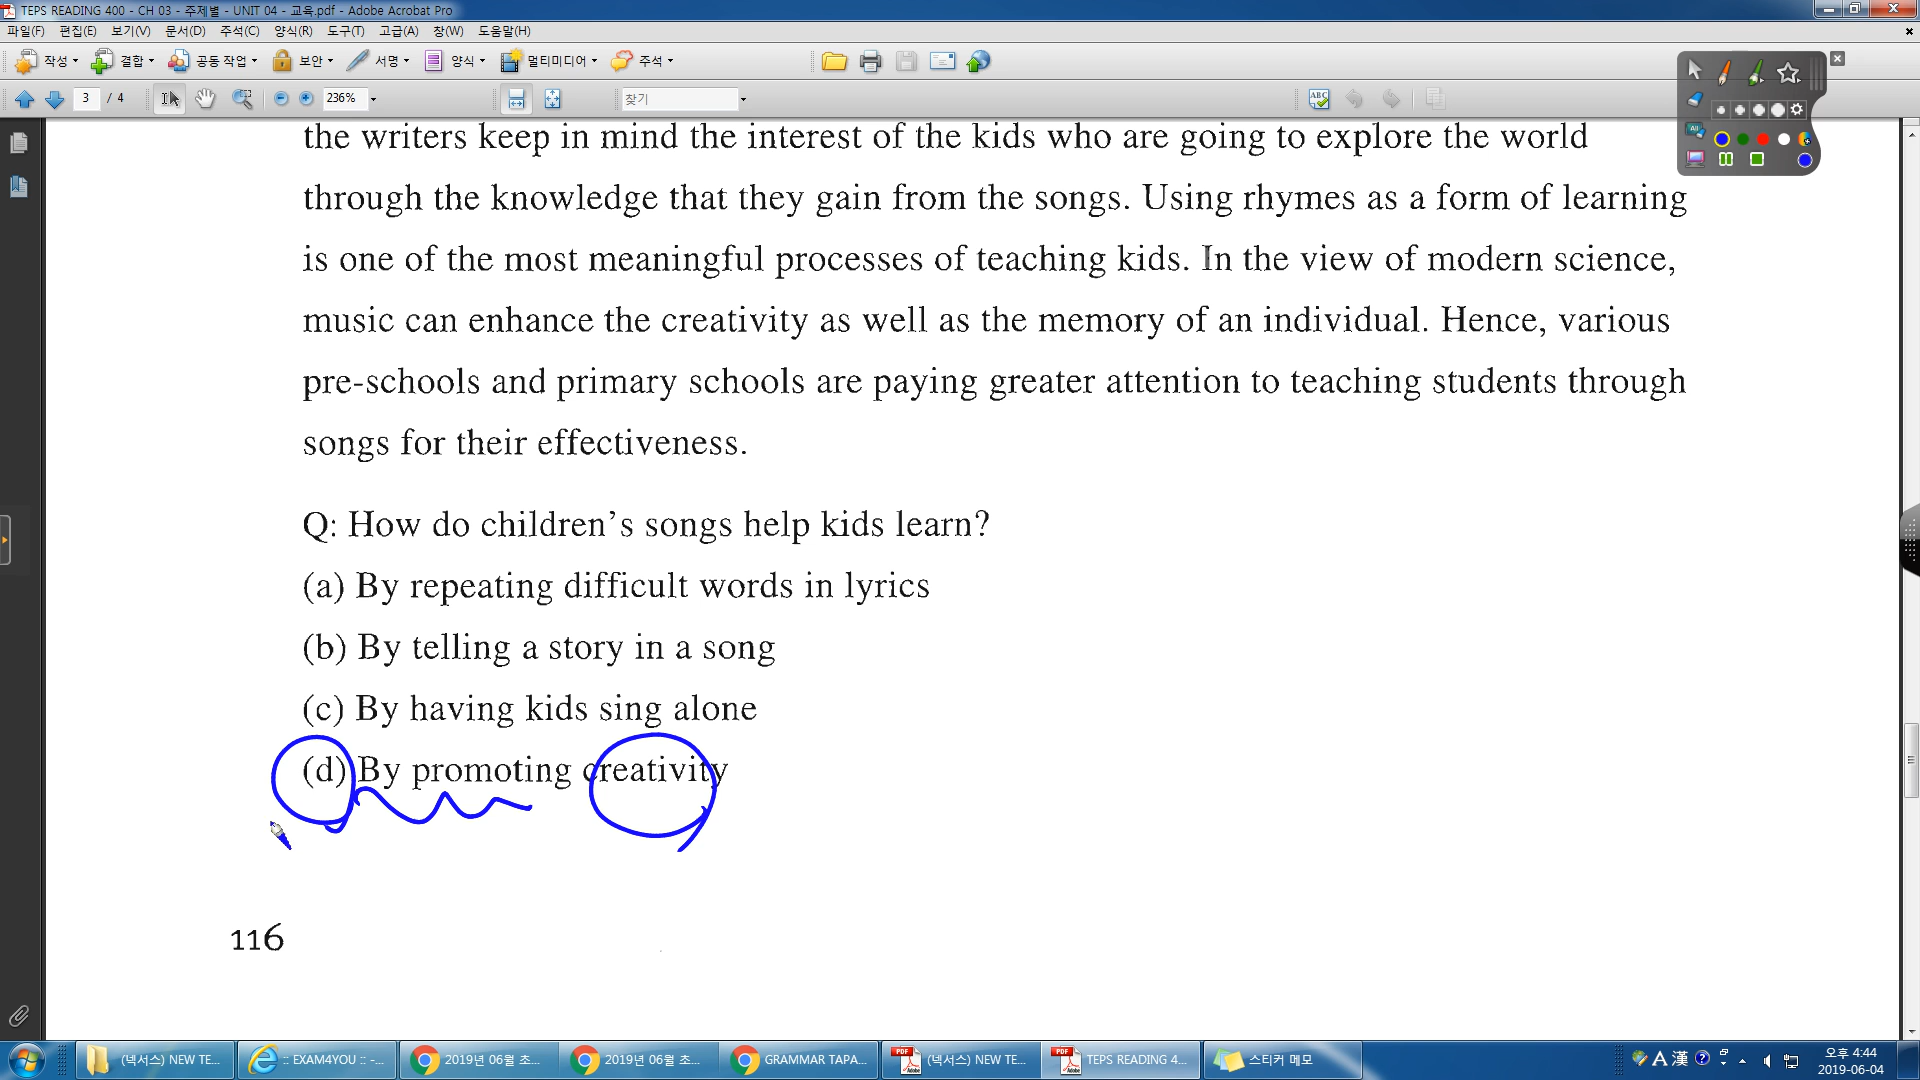 TEPS READING 400 - CH 03 - 주제별 - UNIT 04 - 교육.pdf - Adobe Acrobat Pro
파일(F) 편집(E) 보기(V) 문서(D) 주석(C) 양식(R) 도구(T) 고급(A) 창(W) 도움말(H)
작성 결합 공동 작업 보안 서명 양식 멀티미디어 주석
3 / 4 236% 찾기
the writers keep in mind the interest of the kids who are going to explore the world
through the knowledge that they gain from the songs. Using rhymes as a form of learning
is one of the most meaningful processes of teaching kids. In the view of modern science,
music can enhance the creativity as well as the memory of an individual. Hence, various
pre-schools and primary schools are paying greater attention to teaching students through
songs for their effectiveness.
Q: How do children's songs help kids learn?
(a) By repeating difficult words in lyrics
(b) By telling a story in a song
(c) By having kids sing alone
(d) By promoting creativity
116
(넥서스) NEW TE... :: EXAM4YOU :: -... 2019년 06월 초... 2019년 06월 초... GRAMMAR TAPA... (넥서스) NEW TE... TEPS READING 4... 스티커 메모
A 漢
오후 4:44
2019-06-04